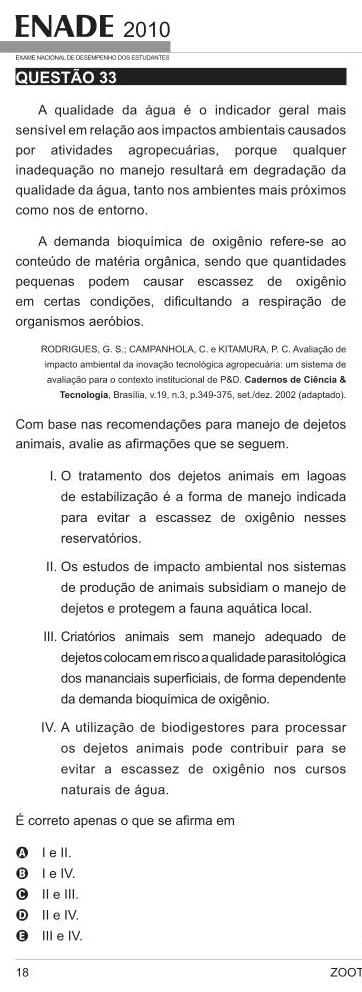 ENADE 2010
EXAME NACIONAL DE DESEMPENHO DOS ESTUDANTES
QUESTÃO 33
A qualidade da água é o indicador geral mais
sensível em relação aos impactos ambientais causados
por atividades agropecuárias, porque qualquer
inadequação no manejo resultará em degradação da
qualidade da água, tanto nos ambientes mais próximos
como nos de entorno.
A demanda bioquímica de oxigênio refere-se ao
conteúdo de matéria orgânica, sendo que quantidades
pequenas podem causar escassez de oxigênio
em certas condições, dificultando a respiração de
organismos aeróbios.
RODRIGUES, G. S.; CAMPANHOLA, C. e KITAMURA, P. C. Avaliação de
impacto ambiental da inovação tecnológica agropecuária: um sistema de
avaliação para o contexto institucional de P&D. Cadernos de Ciência &
Tecnologia, Brasília, v.19, n.3, p.349-375, set./dez. 2002 (adaptado).
Com base nas recomendações para manejo de dejetos
animais, avalie as afirmações que se seguem.
I. O tratamento dos dejetos animais em lagoas
de estabilização é a forma de manejo indicada
para evitar a escassez de oxigênio nesses
reservatórios.
II. Os estudos de impacto ambiental nos sistemas
de produção de animais subsidiam o manejo de
dejetos e protegem a fauna aquática local.
III. Criatórios animais sem manejo adequado de
dejetos colocam em risco a qualidade parasitológica
dos mananciais superficiais, de forma dependente
da demanda bioquímica de oxigênio.
IV. A utilização de biodigestores para processar
os dejetos animais pode contribuir para se
evitar a escassez de oxigênio nos cursos
naturais de água.
É correto apenas o que se afirma em
A I e II.
B I e IV.
C II e III.
D II e IV.
E III e IV.
18 ZOOT